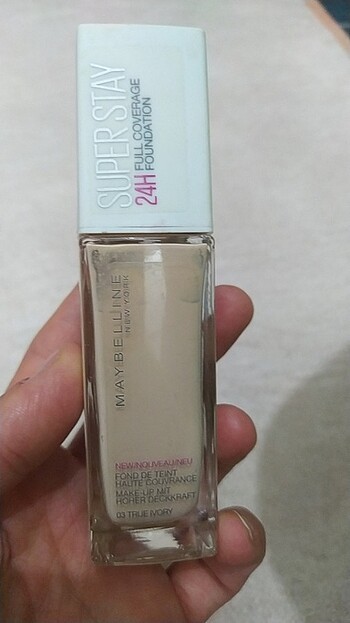 SUPER STAY
24H FULL COVERAGE
FOUNDATION
MAYBELLINE
NEW YORK
NEW/NOUVEAU/NEU
FOND DE TEINT
HAUTE COUVRANCE
MAKE-UP MIT
HOHER DECKKRAFT
03 TRUE IVORY